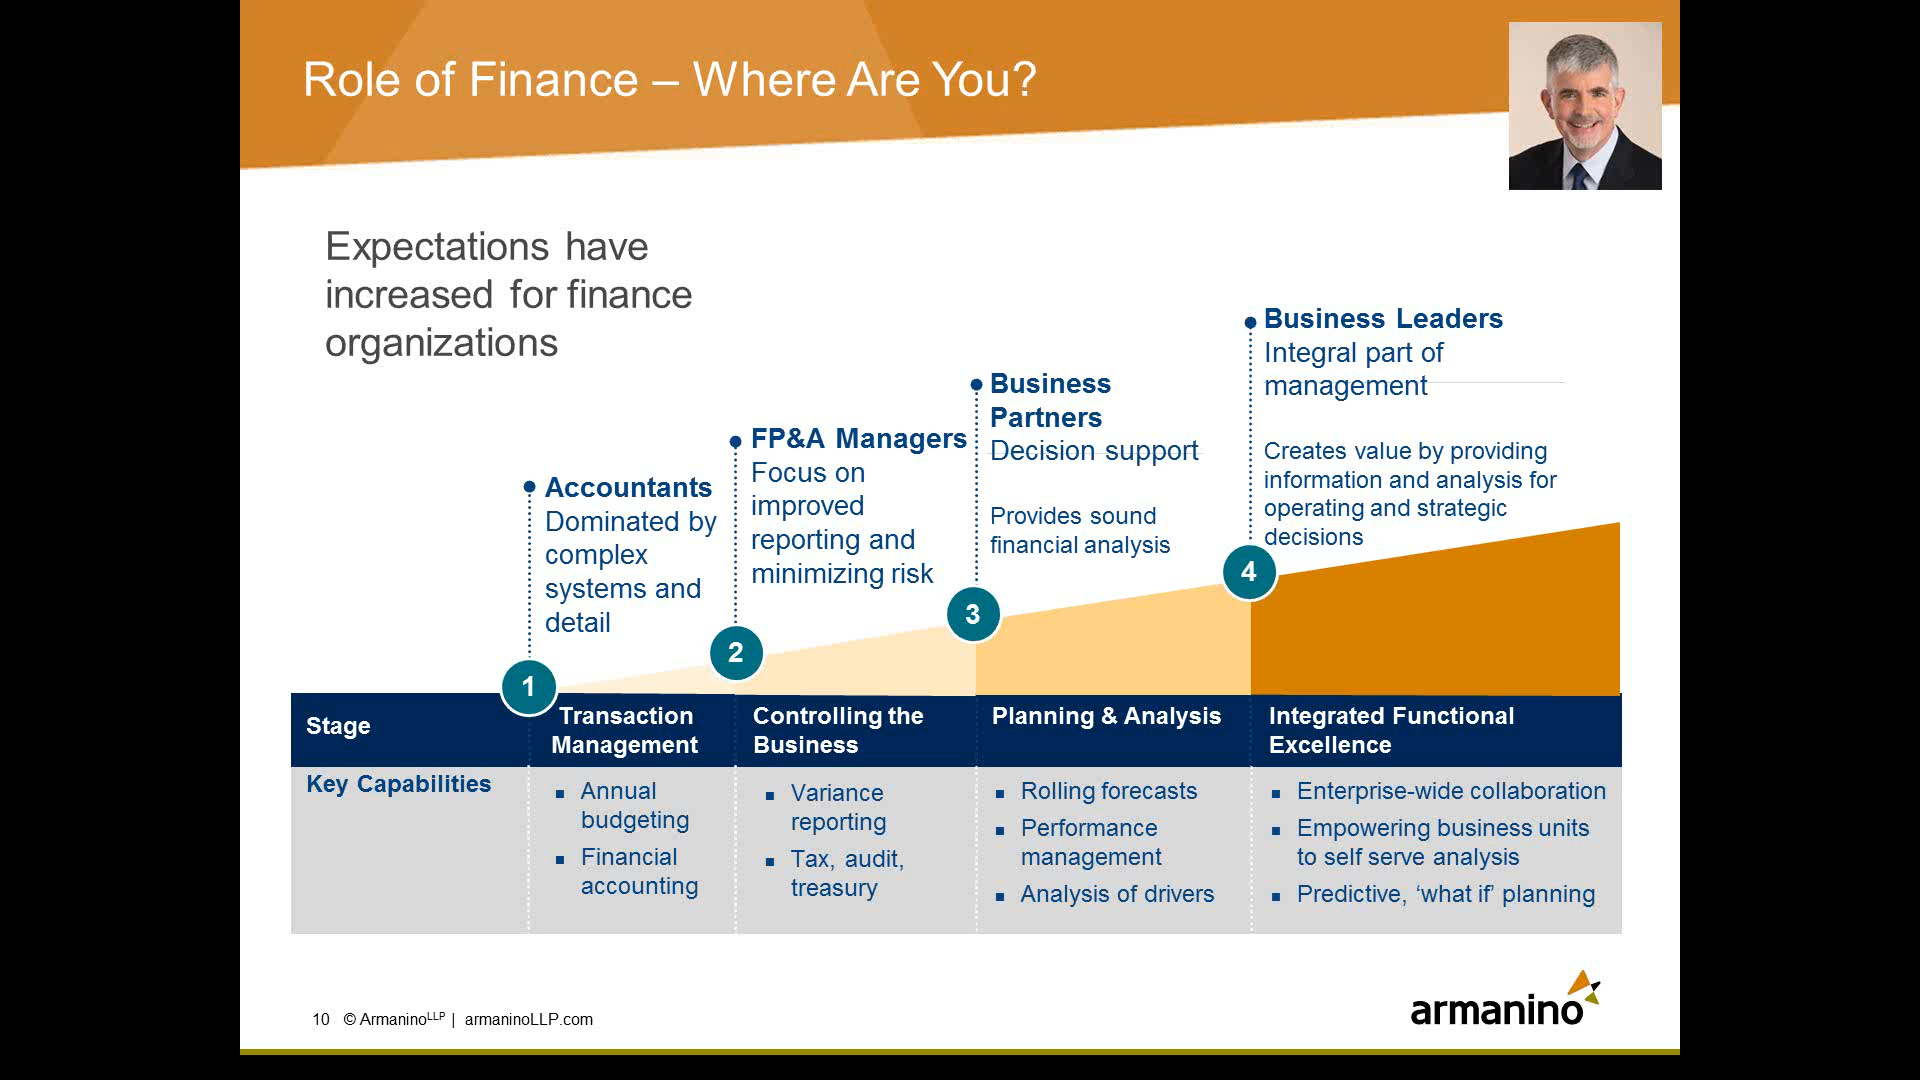 Role of Finance – Where Are You?
Expectations have
increased for finance
organizations
Accountants
Dominated by
complex
systems and
detail
FP&A Managers
Focus on
improved
reporting and
minimizing risk
Business
Partners
Decision support
Provides sound
financial analysis
Business Leaders
Integral part of
management
Creates value by providing
information and analysis for
operating and strategic
decisions
1
2
3
4
Stage
Transaction
Management
Controlling the
Business
Planning & Analysis
Integrated Functional
Excellence
Key Capabilities
▪ Annual
budgeting
▪ Financial
accounting
▪ Variance
reporting
▪ Tax, audit,
treasury
▪ Rolling forecasts
▪ Performance
management
▪ Analysis of drivers
▪ Enterprise-wide collaboration
▪ Empowering business units
to self serve analysis
▪ Predictive, ‘what if’ planning
10 © ArmaninoLLP | armaninoLLP.com
armanino